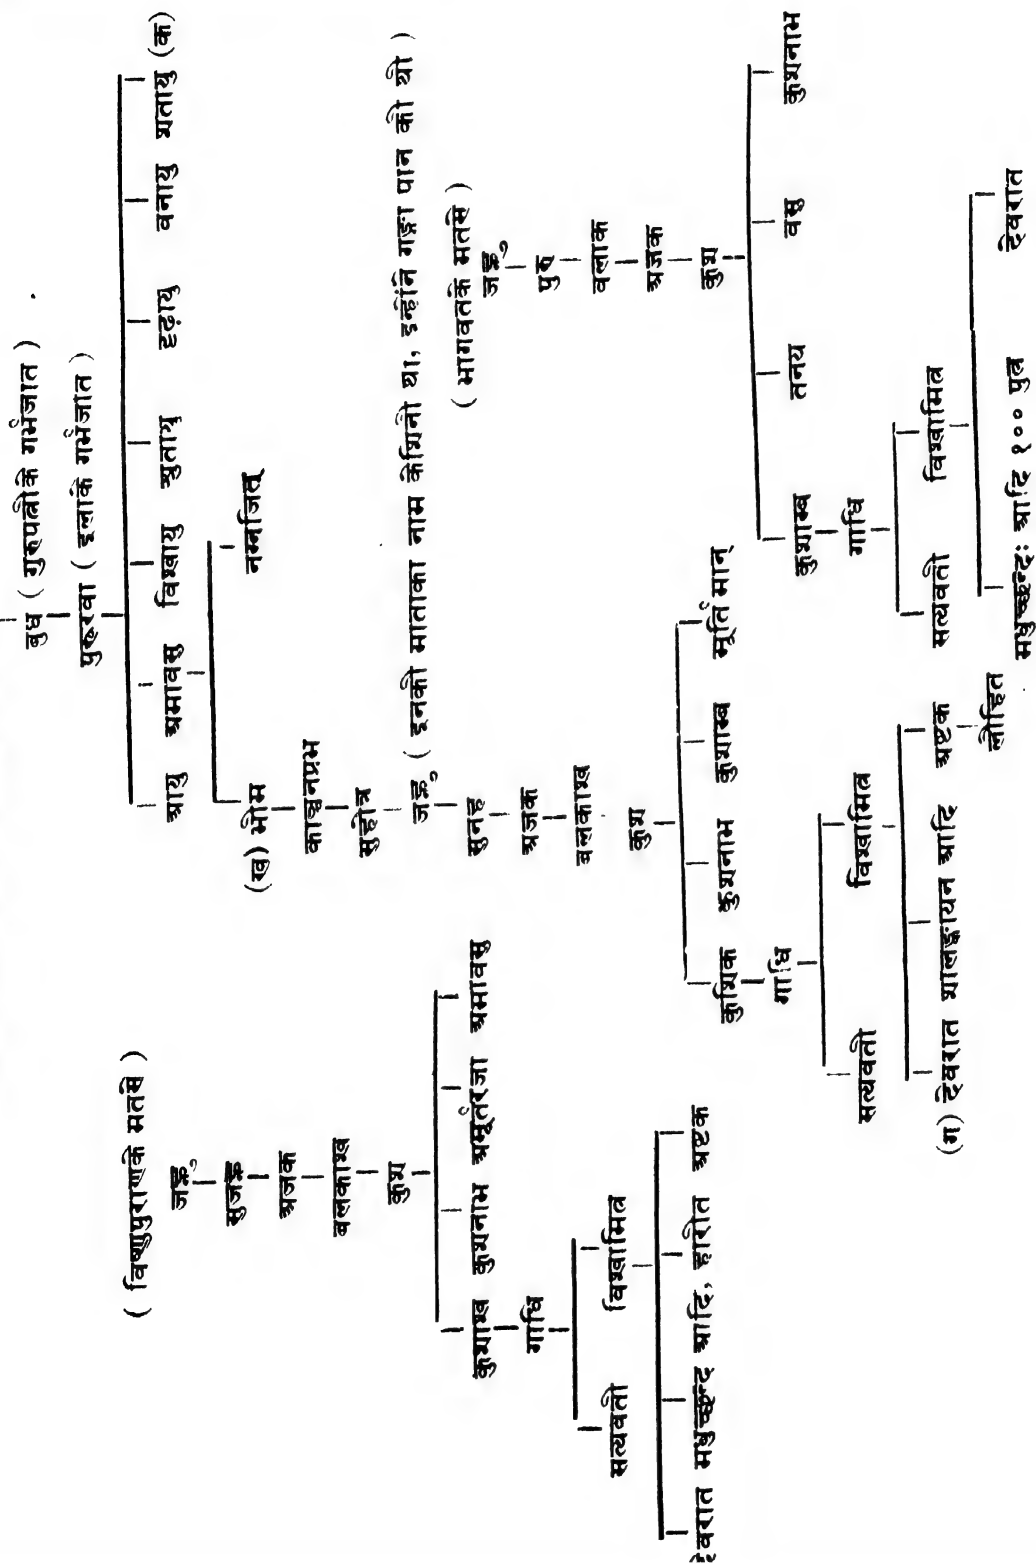 बुध ( गुरुपत्नीके गर्भजात )
पुरूरवा ( इलाके गर्भजात )
आयु अमावसु विश्वायु श्रुतायु दृढ़ायु वनायु शतायु (क)
(ख) भीम नग्नजित्
काञ्चनप्रभ
सुहोत्र
जह्नु ( इनकी माताका नाम केशिनी था, इन्होंने गङ्गा पान की थी )
सुनह
अजक
वलकाश्व
कुश
कुशिक कुशनाभ कुशाम्ब मूर्तिमान्
गाधि
सत्यवती विश्वामित्र
(ग) देवरात शालङ्कायन आदि अष्टक
लौहित
( विष्णुपुराणके मतसे )
जह्नु
सुजह्नु
अजक
वलकाश्व
कुश
कुशाश्व कुशनाभ अमूर्तरजा अमावसु
गाधि
सत्यवती विश्वामित्र
देवरात मधुच्छन्द आदि, हारीत अष्टक
( भागवतके मतसे )
जह्नु
पुरु
वलाक
अजक
कुश
कुशाम्ब तनय वसु कुशनाभ
गाधि
सत्यवती विश्वामित्र
मधुच्छन्दः आदि १०० पुत्र देवरात